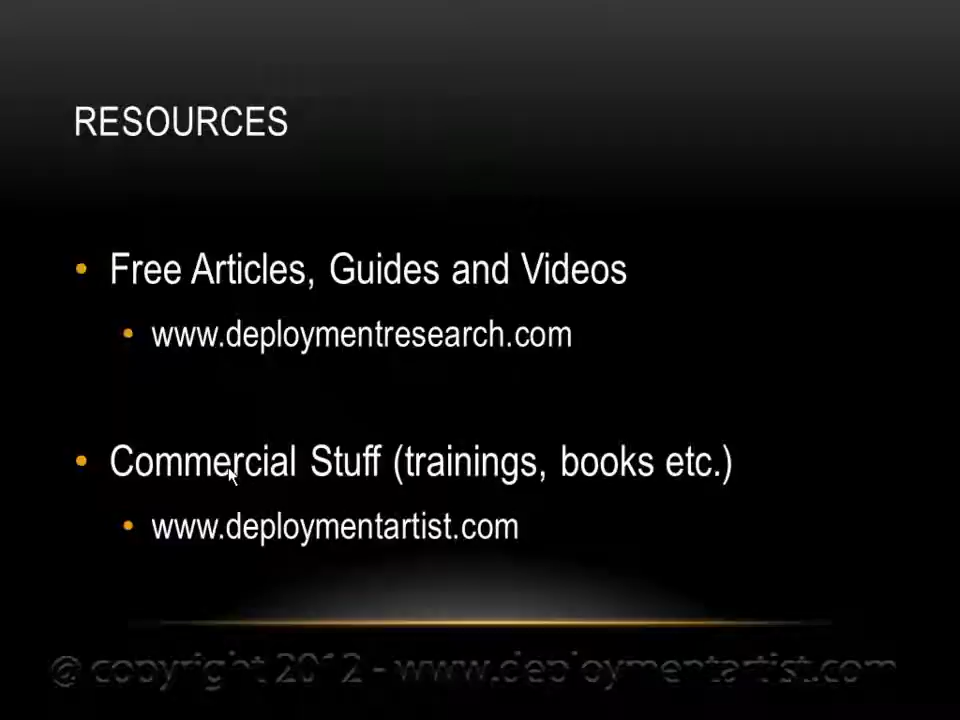 RESOURCES
• Free Articles, Guides and Videos
• www.deploymentresearch.com
• Commercial Stuff (trainings, books etc.)
• www.deploymentartist.com
© copyright 2012 - www.deploymentartist.com